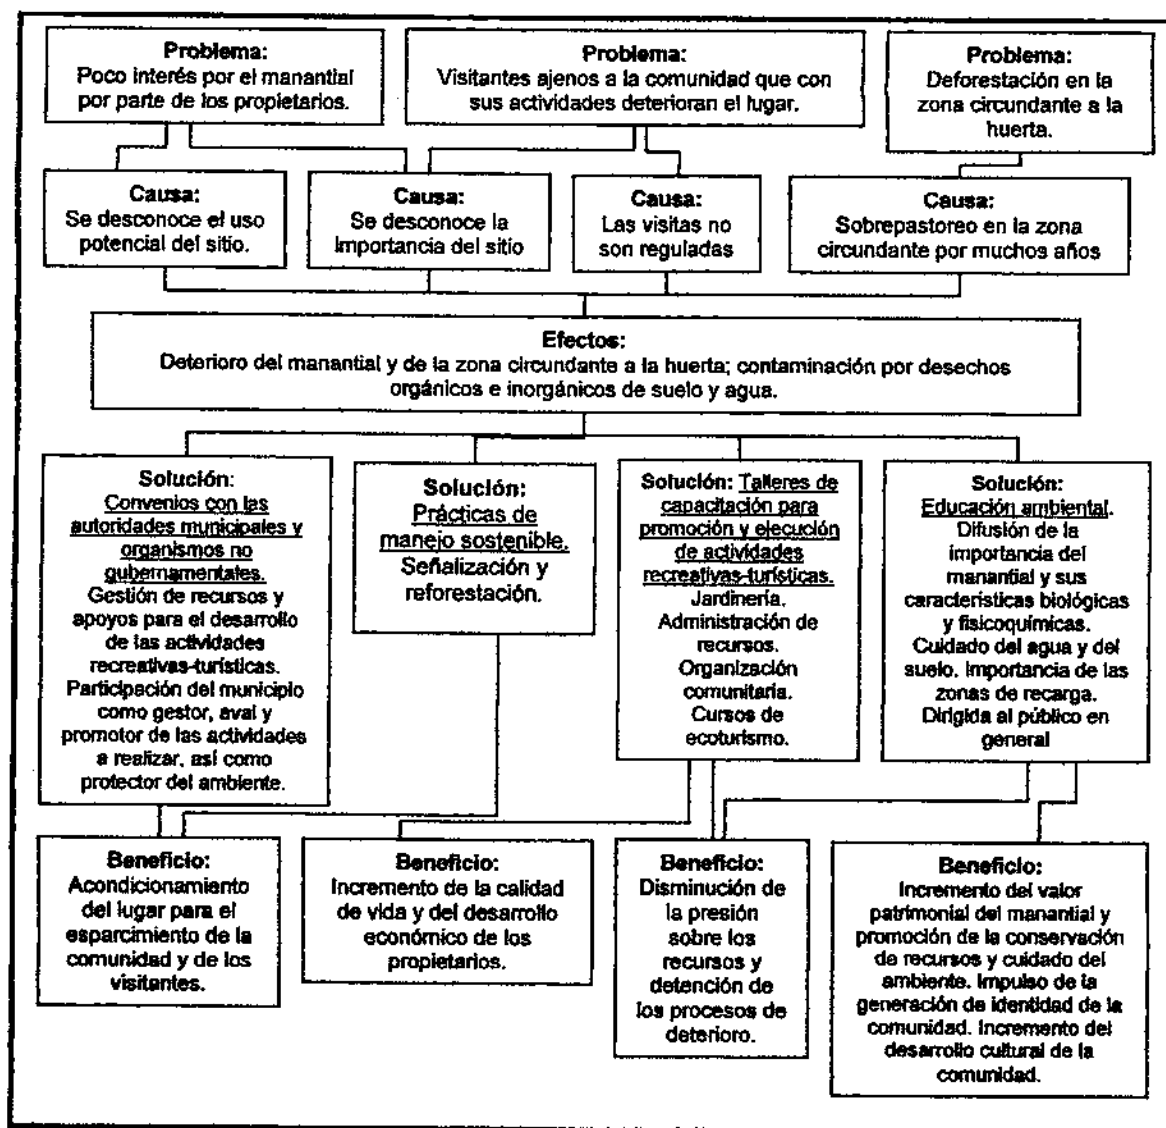 Problema:
Poco interés por el manantial
por parte de los propietarios.
Problema:
Visitantes ajenos a la comunidad que con
sus actividades deterioran el lugar.
Problema:
Deforestación en la
zona circundante a la
huerta.
Causa:
Se desconoce el uso
potencial del sitio.
Causa:
Se desconoce la
importancia del sitio
Causa:
Las visitas no
son reguladas
Causa:
Sobrepastoreo en la zona
circundante por muchos años
Efectos:
Deterioro del manantial y de la zona circundante a la huerta; contaminación por desechos
orgánicos e inorgánicos de suelo y agua.
Solución:
Convenios con las
autoridades municipales y
organismos no
gubernamentales.
Gestión de recursos y
apoyos para el desarrollo
de las actividades
recreativas-turísticas.
Participación del municipio
como gestor, aval y
promotor de las actividades
a realizar, así como
protector del ambiente.
Solución:
Prácticas de
manejo sostenible.
Señalización y
reforestación.
Solución: Talleres de
capacitación para
promoción y ejecución
de actividades
recreativas-turísticas.
Jardinería.
Administración de
recursos.
Organización
comunitaria.
Cursos de
ecoturismo.
Solución:
Educación ambiental.
Difusión de la
importancia del
manantial y sus
características biológicas
y fisicoquímicas.
Cuidado del agua y del
suelo. Importancia de las
zonas de recarga.
Dirigida al público en
general
Beneficio:
Acondicionamiento
del lugar para el
esparcimiento de la
comunidad y de los
visitantes.
Beneficio:
Incremento de la calidad
de vida y del desarrollo
económico de los
propietarios.
Beneficio:
Disminución de
la presión
sobre los
recursos y
detención de
los procesos de
deterioro.
Beneficio:
Incremento del valor
patrimonial del manantial y
promoción de la conservación
de recursos y cuidado del
ambiente. Impulso de la
generación de identidad de la
comunidad. Incremento del
desarrollo cultural de la
comunidad.